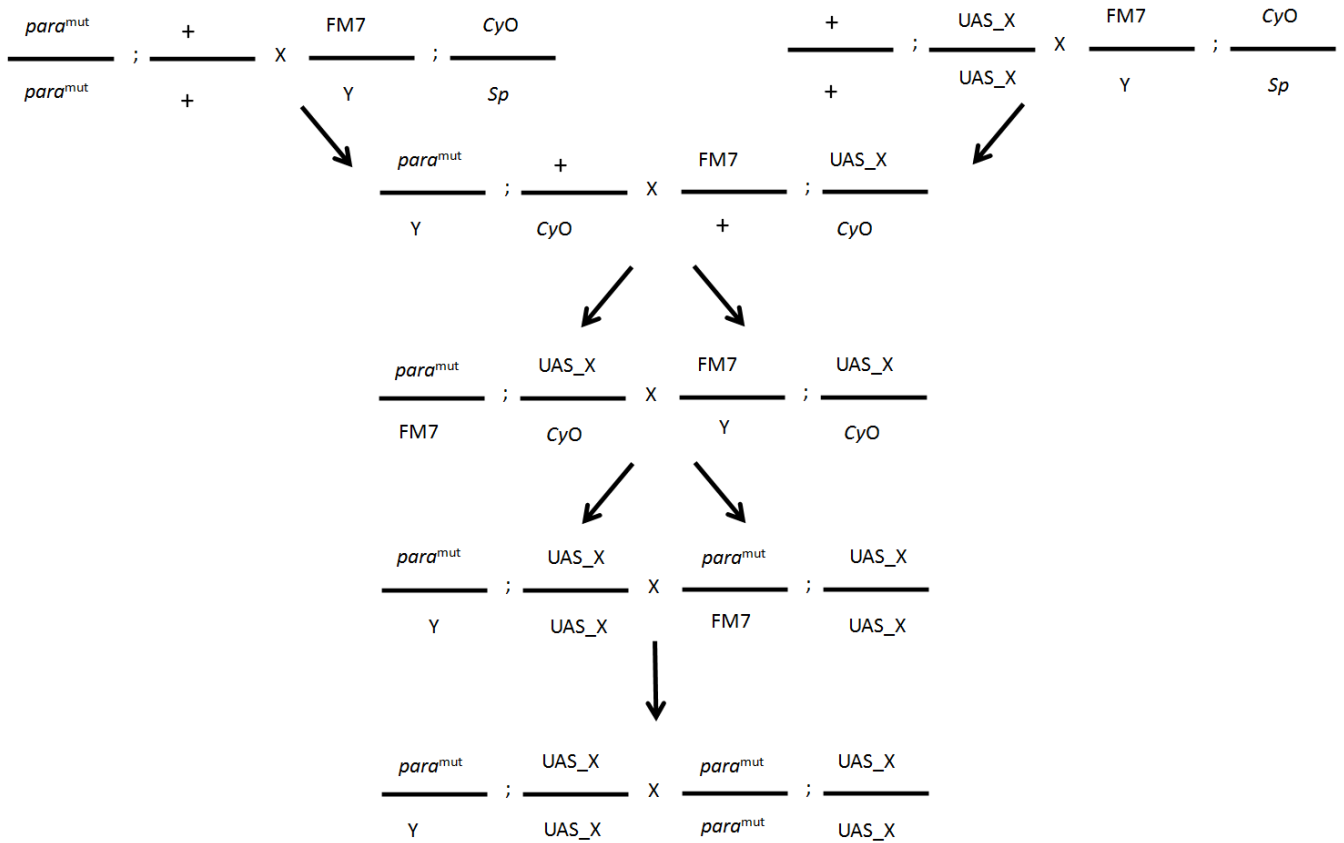 para^mut ; + X FM7 ; CyO
para^mut + Y Sp
+ ; UAS_X X FM7 ; CyO
+ UAS_X Y Sp
para^mut ; + X FM7 ; UAS_X
Y CyO + CyO
para^mut ; UAS_X X FM7 ; UAS_X
FM7 CyO Y CyO
para^mut ; UAS_X X para^mut ; UAS_X
Y UAS_X FM7 UAS_X
para^mut ; UAS_X X para^mut ; UAS_X
Y UAS_X para^mut UAS_X